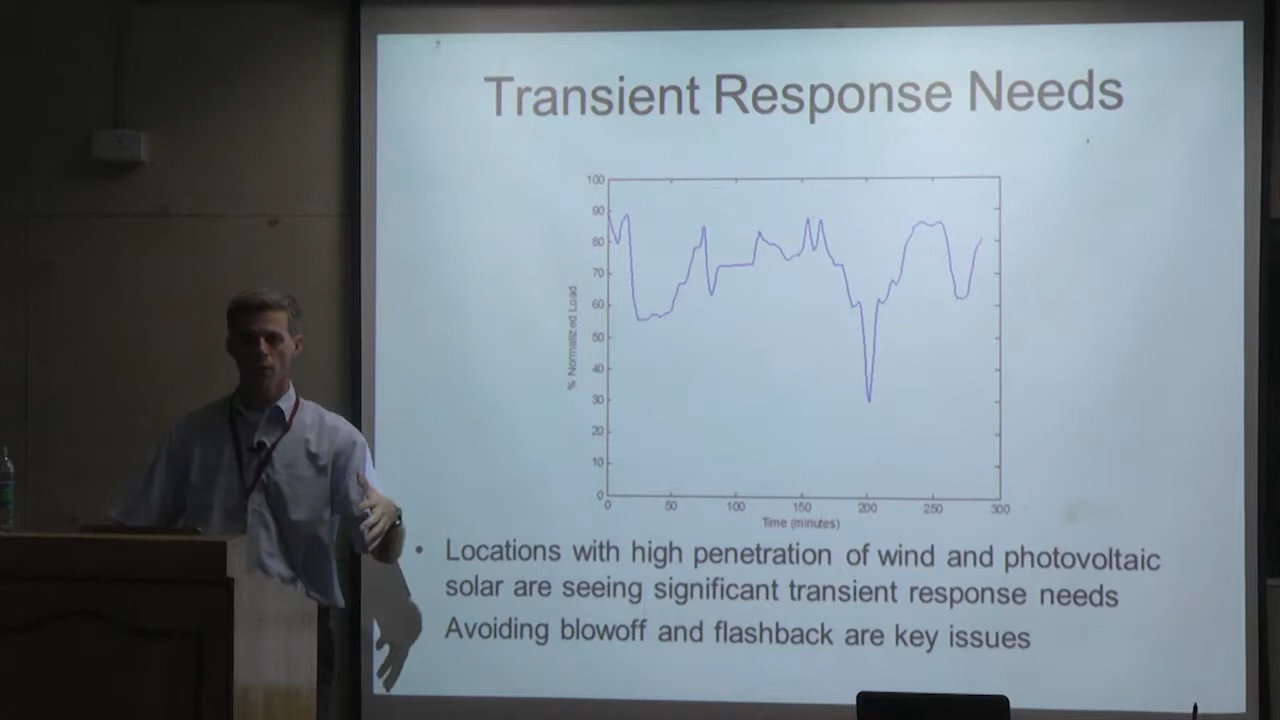 Transient Response Needs
100
90
80
70
60
50
40
30
20
10
0
% Normalized Load
0 50 100 150 200 250 300
Time (minutes)
• Locations with high penetration of wind and photovoltaic
solar are seeing significant transient response needs
Avoiding blowoff and flashback are key issues